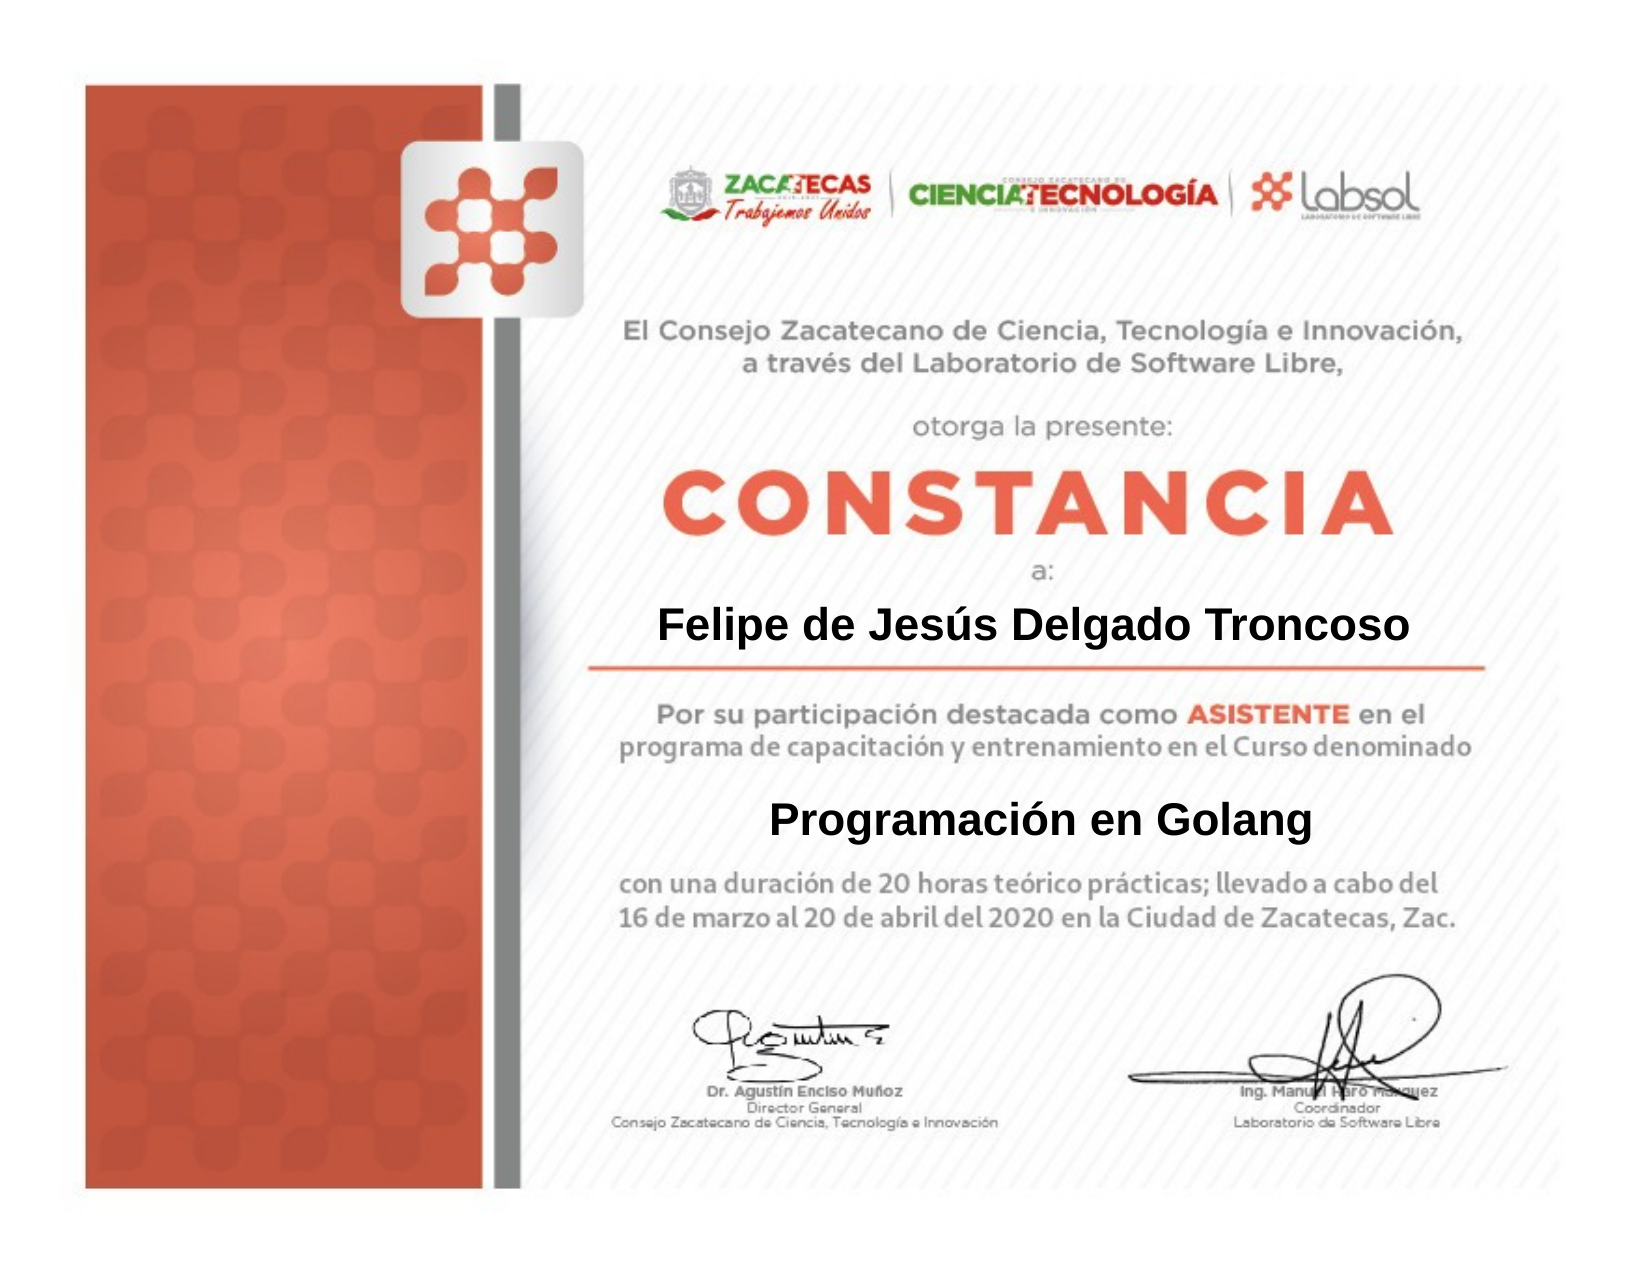 ZACATECAS
Trabajemos Unidos
CONSEJO ZACATECANO DE
CIENCIA TECNOLOGÍA
E INNOVACIÓN
Labsol
LABORATORIO DE SOFTWARE LIBRE
El Consejo Zacatecano de Ciencia, Tecnología e Innovación,
a través del Laboratorio de Software Libre,
otorga la presente:
CONSTANCIA
a:
Felipe de Jesús Delgado Troncoso
Por su participación destacada como ASISTENTE en el
programa de capacitación y entrenamiento en el Curso denominado
Programación en Golang
con una duración de 20 horas teórico prácticas; llevado a cabo del
16 de marzo al 20 de abril del 2020 en la Ciudad de Zacatecas, Zac.
Dr. Agustín Enciso Muñoz
Director General
Consejo Zacatecano de Ciencia, Tecnología e Innovación
Ing. Manuel Haro Márquez
Coordinador
Laboratorio de Software Libre